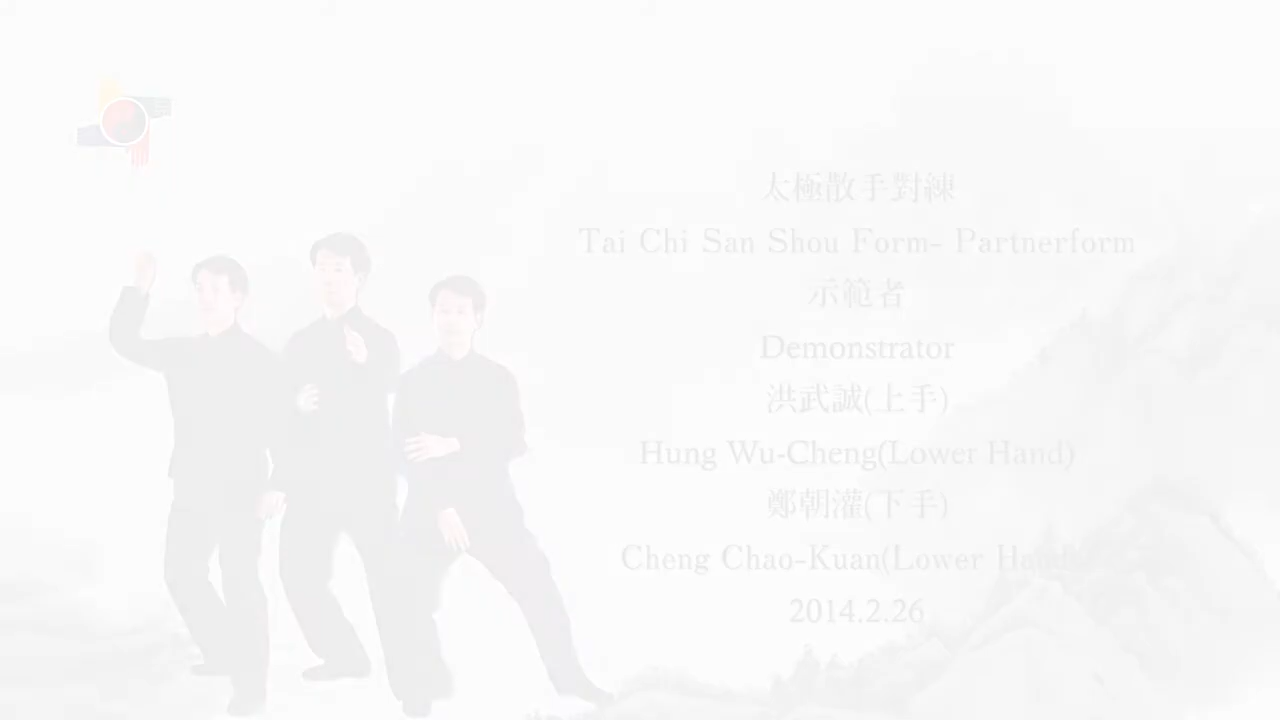 太極散手對練
Tai Chi San Shou Form- Partnerform
示範者
Demonstrator
洪武誠(上手)
Hung Wu-Cheng(Lower Hand)
鄭朝灌(下手)
Cheng Chao-Kuan(Lower Hand)
2014.2.26